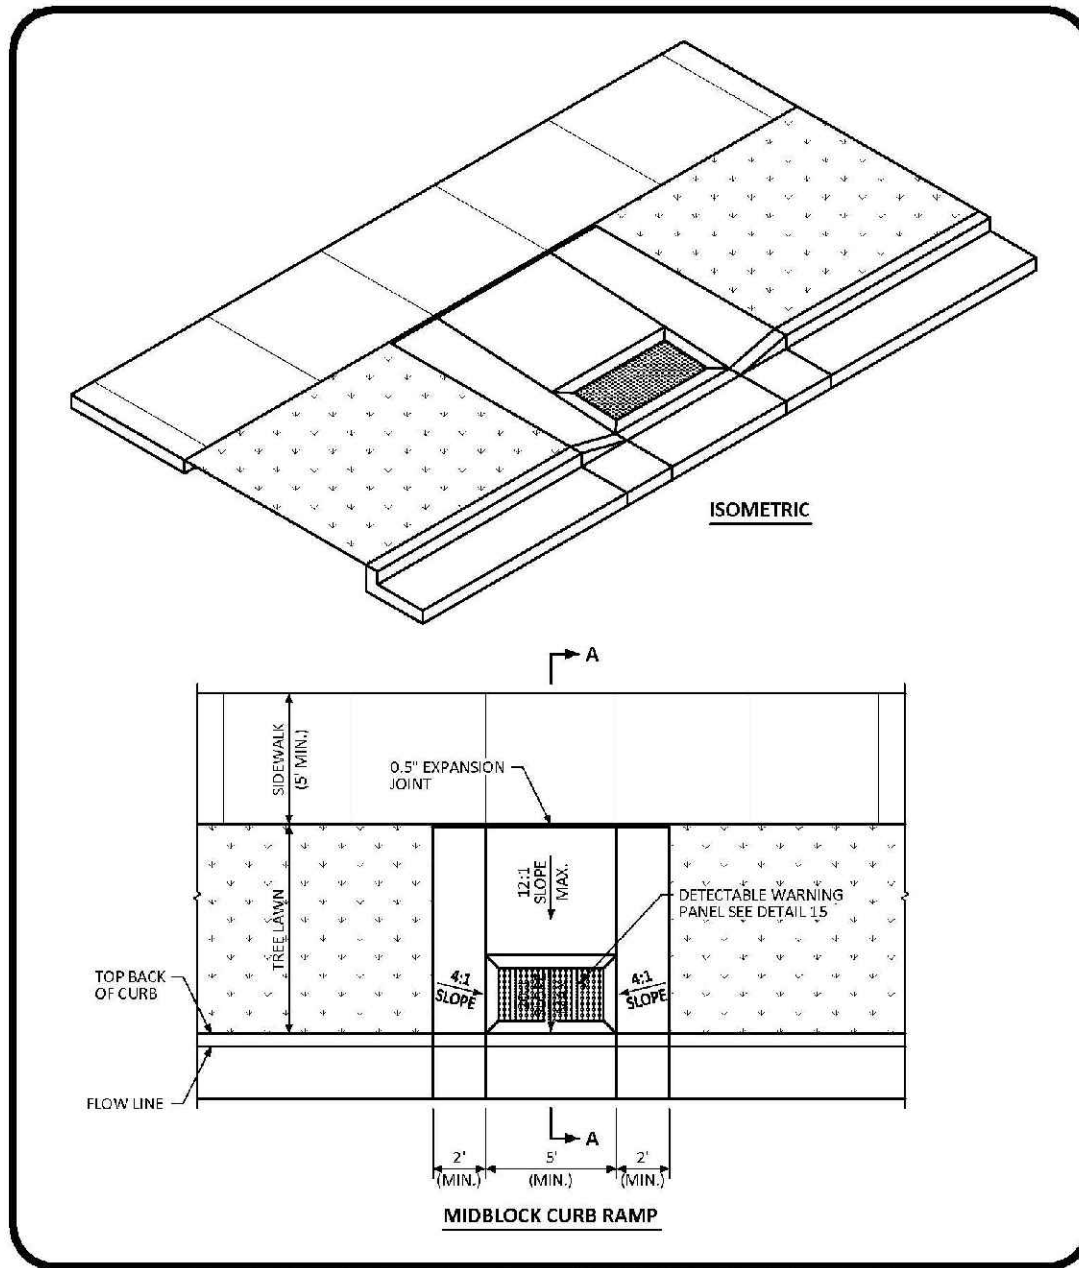 ISOMETRIC
A
SIDEWALK
(5' MIN.)
0.5" EXPANSION
JOINT
12:1
SLOPE
MAX.
TREE LAWN
DETECTABLE WARNING
PANEL SEE DETAIL 15
TOP BACK
OF CURB
4:1
SLOPE
4:1
SLOPE
FLOW LINE
A
2'
(MIN.)
5'
(MIN.)
2'
(MIN.)
MIDBLOCK CURB RAMP